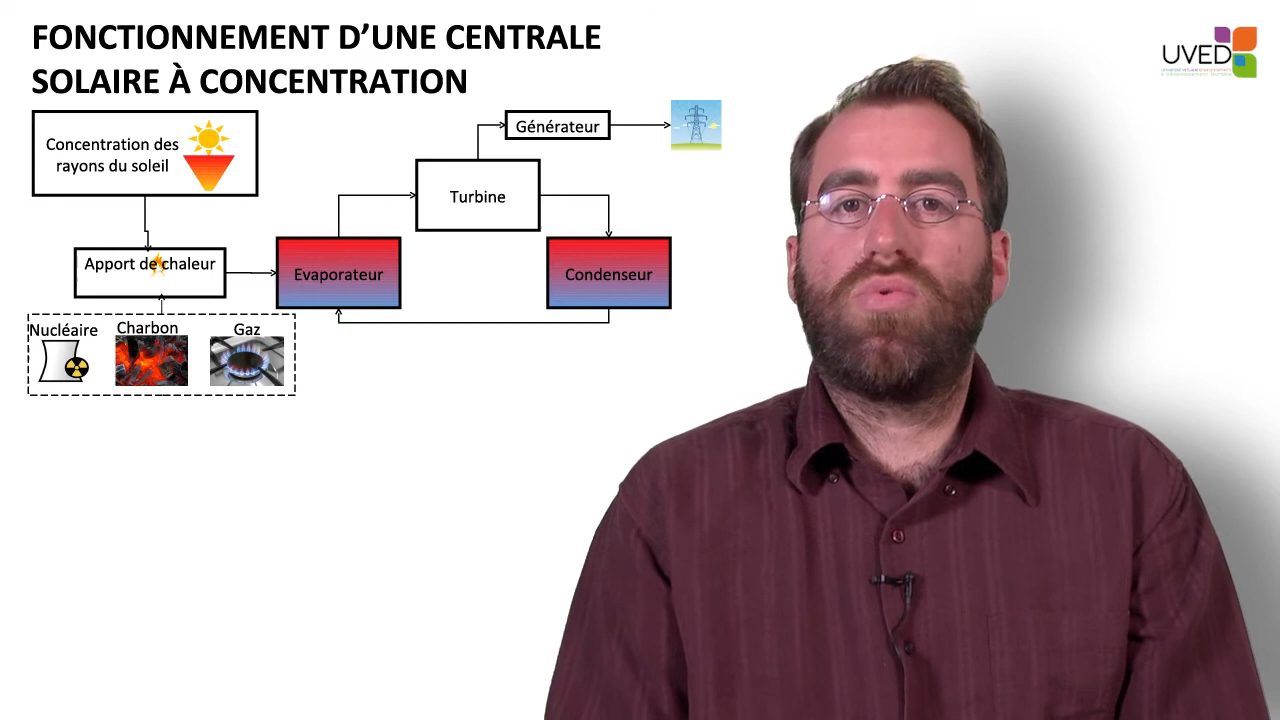 FONCTIONNEMENT D'UNE CENTRALE
SOLAIRE À CONCENTRATION
UVED
Concentration des
rayons du soleil
Générateur
Turbine
Apport de chaleur
Evaporateur
Condenseur
Nucléaire
Charbon
Gaz